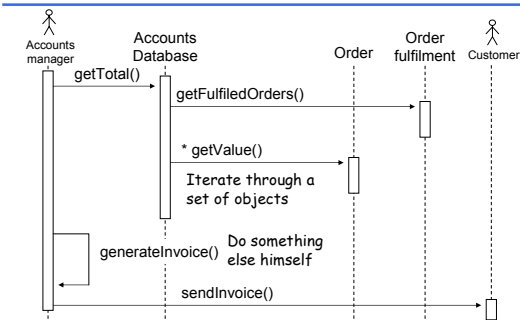 Accounts
manager
Accounts
Database
Order
Order
fulfilment
Customer
getTotal()
getFulfiledOrders()
* getValue()
Iterate through a
set of objects
generateInvoice()
Do something
else himself
sendInvoice()